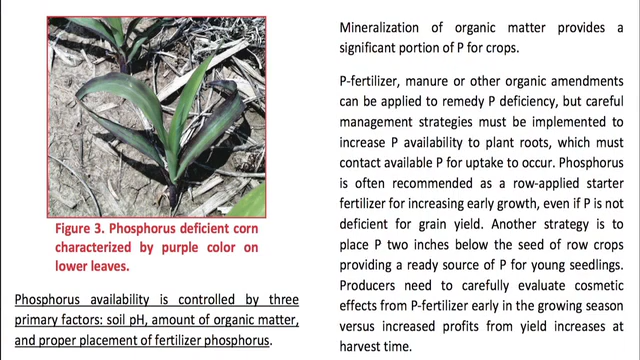 Figure 3. Phosphorus deficient corn
characterized by purple color on
lower leaves.
Phosphorus availability is controlled by three
primary factors: soil pH, amount of organic matter,
and proper placement of fertilizer phosphorus.
Mineralization of organic matter provides a
significant portion of P for crops.
P-fertilizer, manure or other organic amendments
can be applied to remedy P deficiency, but careful
management strategies must be implemented to
increase P availability to plant roots, which must
contact available P for uptake to occur. Phosphorus
is often recommended as a row-applied starter
fertilizer for increasing early growth, even if P is not
deficient for grain yield. Another strategy is to
place P two inches below the seed of row crops
providing a ready source of P for young seedlings.
Producers need to carefully evaluate cosmetic
effects from P-fertilizer early in the growing season
versus increased profits from yield increases at
harvest time.